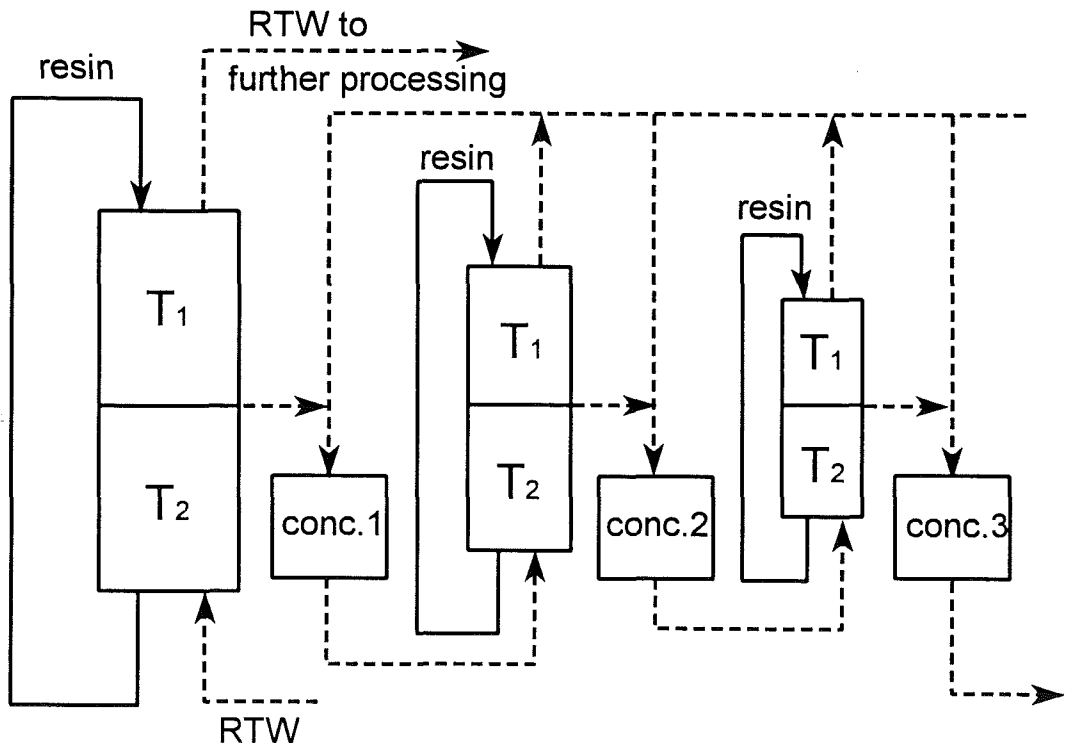 RTW to
further processing
resin
resin
resin
T1
T2
T1
T2
T1
T2
conc.1
conc.2
conc.3
RTW